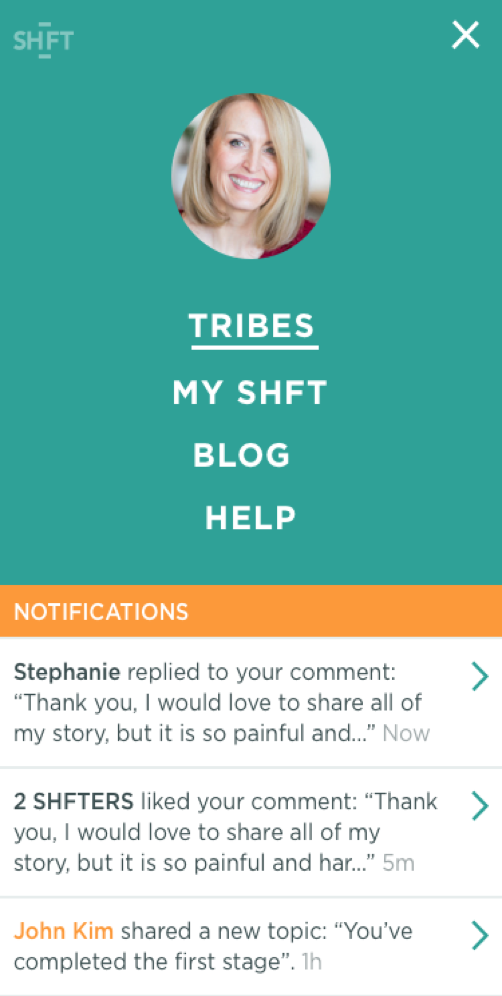 SHFT
TRIBES
MY SHFT
BLOG
HELP
NOTIFICATIONS
Stephanie replied to your comment:
“Thank you, I would love to share all of
my story, but it is so painful and...” Now
2 SHFTERS liked your comment: “Thank
you, I would love to share all of my
story, but it is so painful and har...” 5m
John Kim shared a new topic: “You’ve
completed the first stage”. 1h